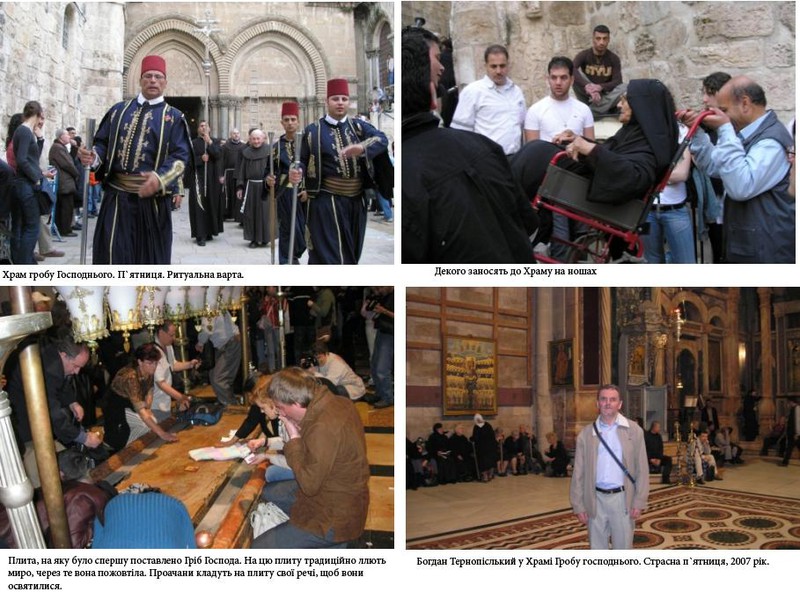 STYLE
Храм гробу Господнього. П`ятниця. Ритуальна варта.
Декого заносять до Храму на ношах
Плита, на яку було спершу поставлено Гріб Господа. На цю плиту традиційно ллють
миро, через те вона пожовтіла. Прочани кладуть на плиту свої речі, щоб вони
освятилися.
Богдан Тернопіслький у Храмі Гробу господнього. Страсна п`ятниця, 2007 рік.